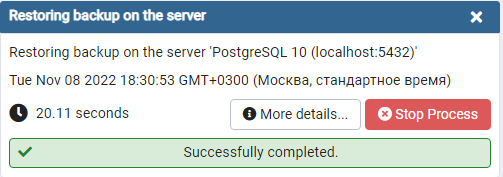 Restoring backup on the server
Restoring backup on the server 'PostgreSQL 10 (localhost:5432)'
Tue Nov 08 2022 18:30:53 GMT+0300 (Москва, стандартное время)
20.11 seconds
More details...
Stop Process
Successfully completed.